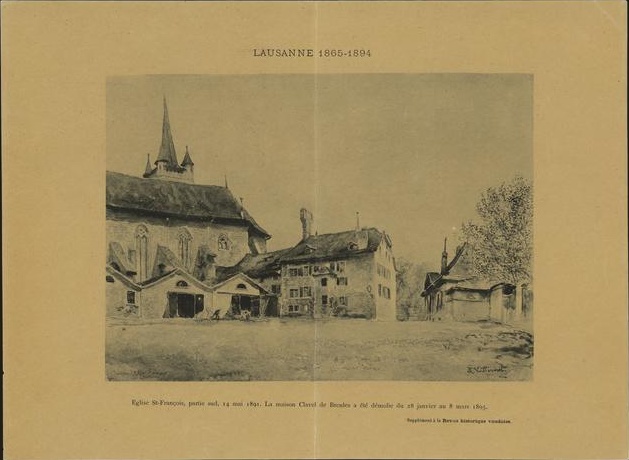 LAUSANNE 1865-1894
Eglise St-François, partie sud, 14 mai 1891. La maison Clavel de Brenles a été démolie du 28 janvier au 8 mars 1895.
Supplément à la Revue historique vaudoise.